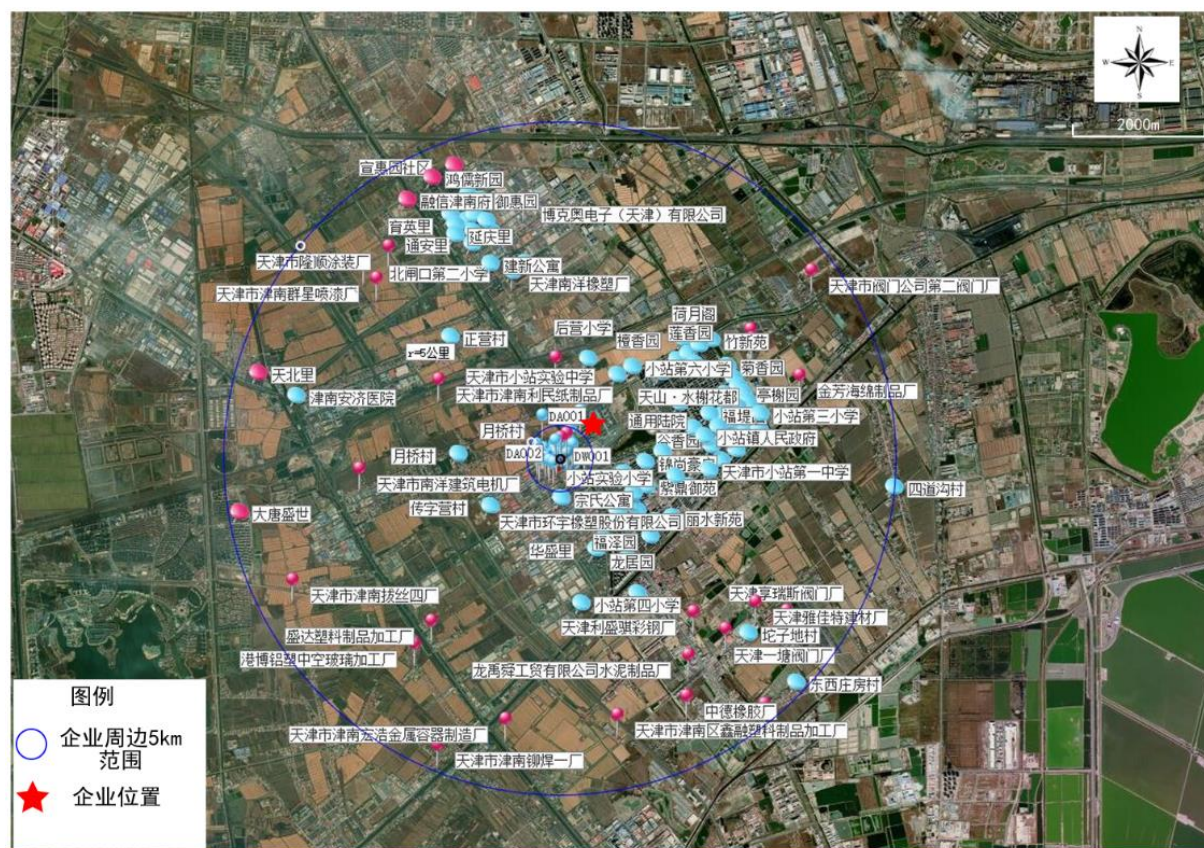 N
W
E
S
2000m
宣惠园社区
鸿儒新园
融信津南府
御惠园
博克奥电子（天津）有限公司
育英里
延庆里
通安里
天津市隆顺涂装厂
北闸口第二小学
建新公寓
天津市津南群星喷漆厂
天津南洋橡塑厂
天津市阀门公司第二阀门厂
荷月阁
后营小学
莲香园
正营村
檀香园
竹新苑
r=5公里
天北里
天津市小站实验中学
小站第六小学
菊香园
津南安济医院
天津市津南利民纸制品厂
天山·水榭花都
亭榭园
金芳海绵制品厂
DA001
通用陆院
福堤
小站第三小学
月桥村
小站镇人民政府
月桥村
DA002
DW001
谷香园
锦尚豪
天津市小站第一中学
天津市南洋建筑电机厂
小站实验小学
紫鼎御苑
四道沟村
大唐盛世
传字营村
宗氏公寓
天津市环宇橡塑股份有限公司
丽水新苑
华盛里
福泽园
龙居园
天津市津南拔丝四厂
小站第四小学
天津享瑞斯阀门厂
天津雅佳特建材厂
盛达塑料制品加工厂
天津利盛骐彩钢厂
坨子地村
港博铝塑中空玻璃加工厂
天津一塘阀门厂
龙禹舜工贸有限公司水泥制品厂
东西庄房村
中德橡胶厂
天津市津南宏浩金属容器制造厂
天津市津南区鑫融塑料制品加工厂
天津市津南铆焊一厂
图例
企业周边5km
范围
企业位置